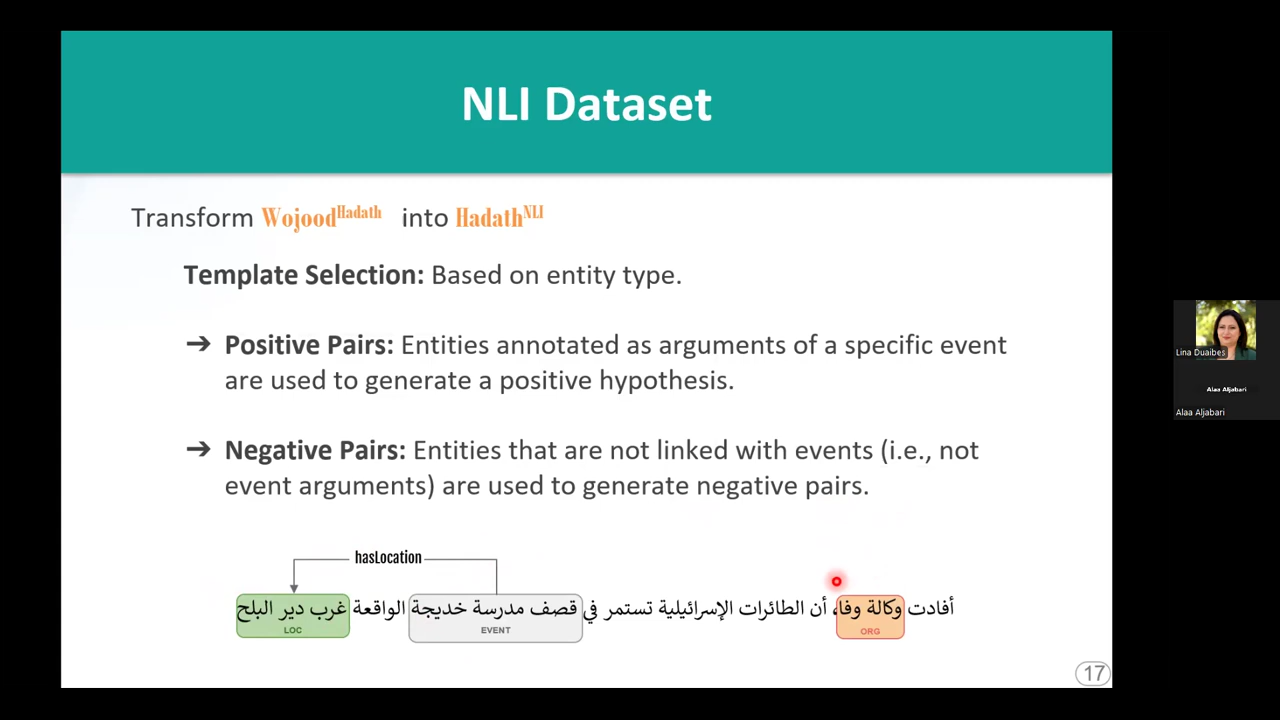 NLI Dataset
Transform Wojood^Hadath into Hadath^NLI
Template Selection: Based on entity type.
➔ Positive Pairs: Entities annotated as arguments of a specific event
are used to generate a positive hypothesis.
➔ Negative Pairs: Entities that are not linked with events (i.e., not
event arguments) are used to generate negative pairs.
hasLocation
أفادت وكالة وفا، أن الطائرات الإسرائيلية تستمر في قصف مدرسة خديجة الواقعة غرب دير البلح
LOC EVENT ORG
17
Lina Duaibes
Alaa Aljabari
Alaa Aljabari